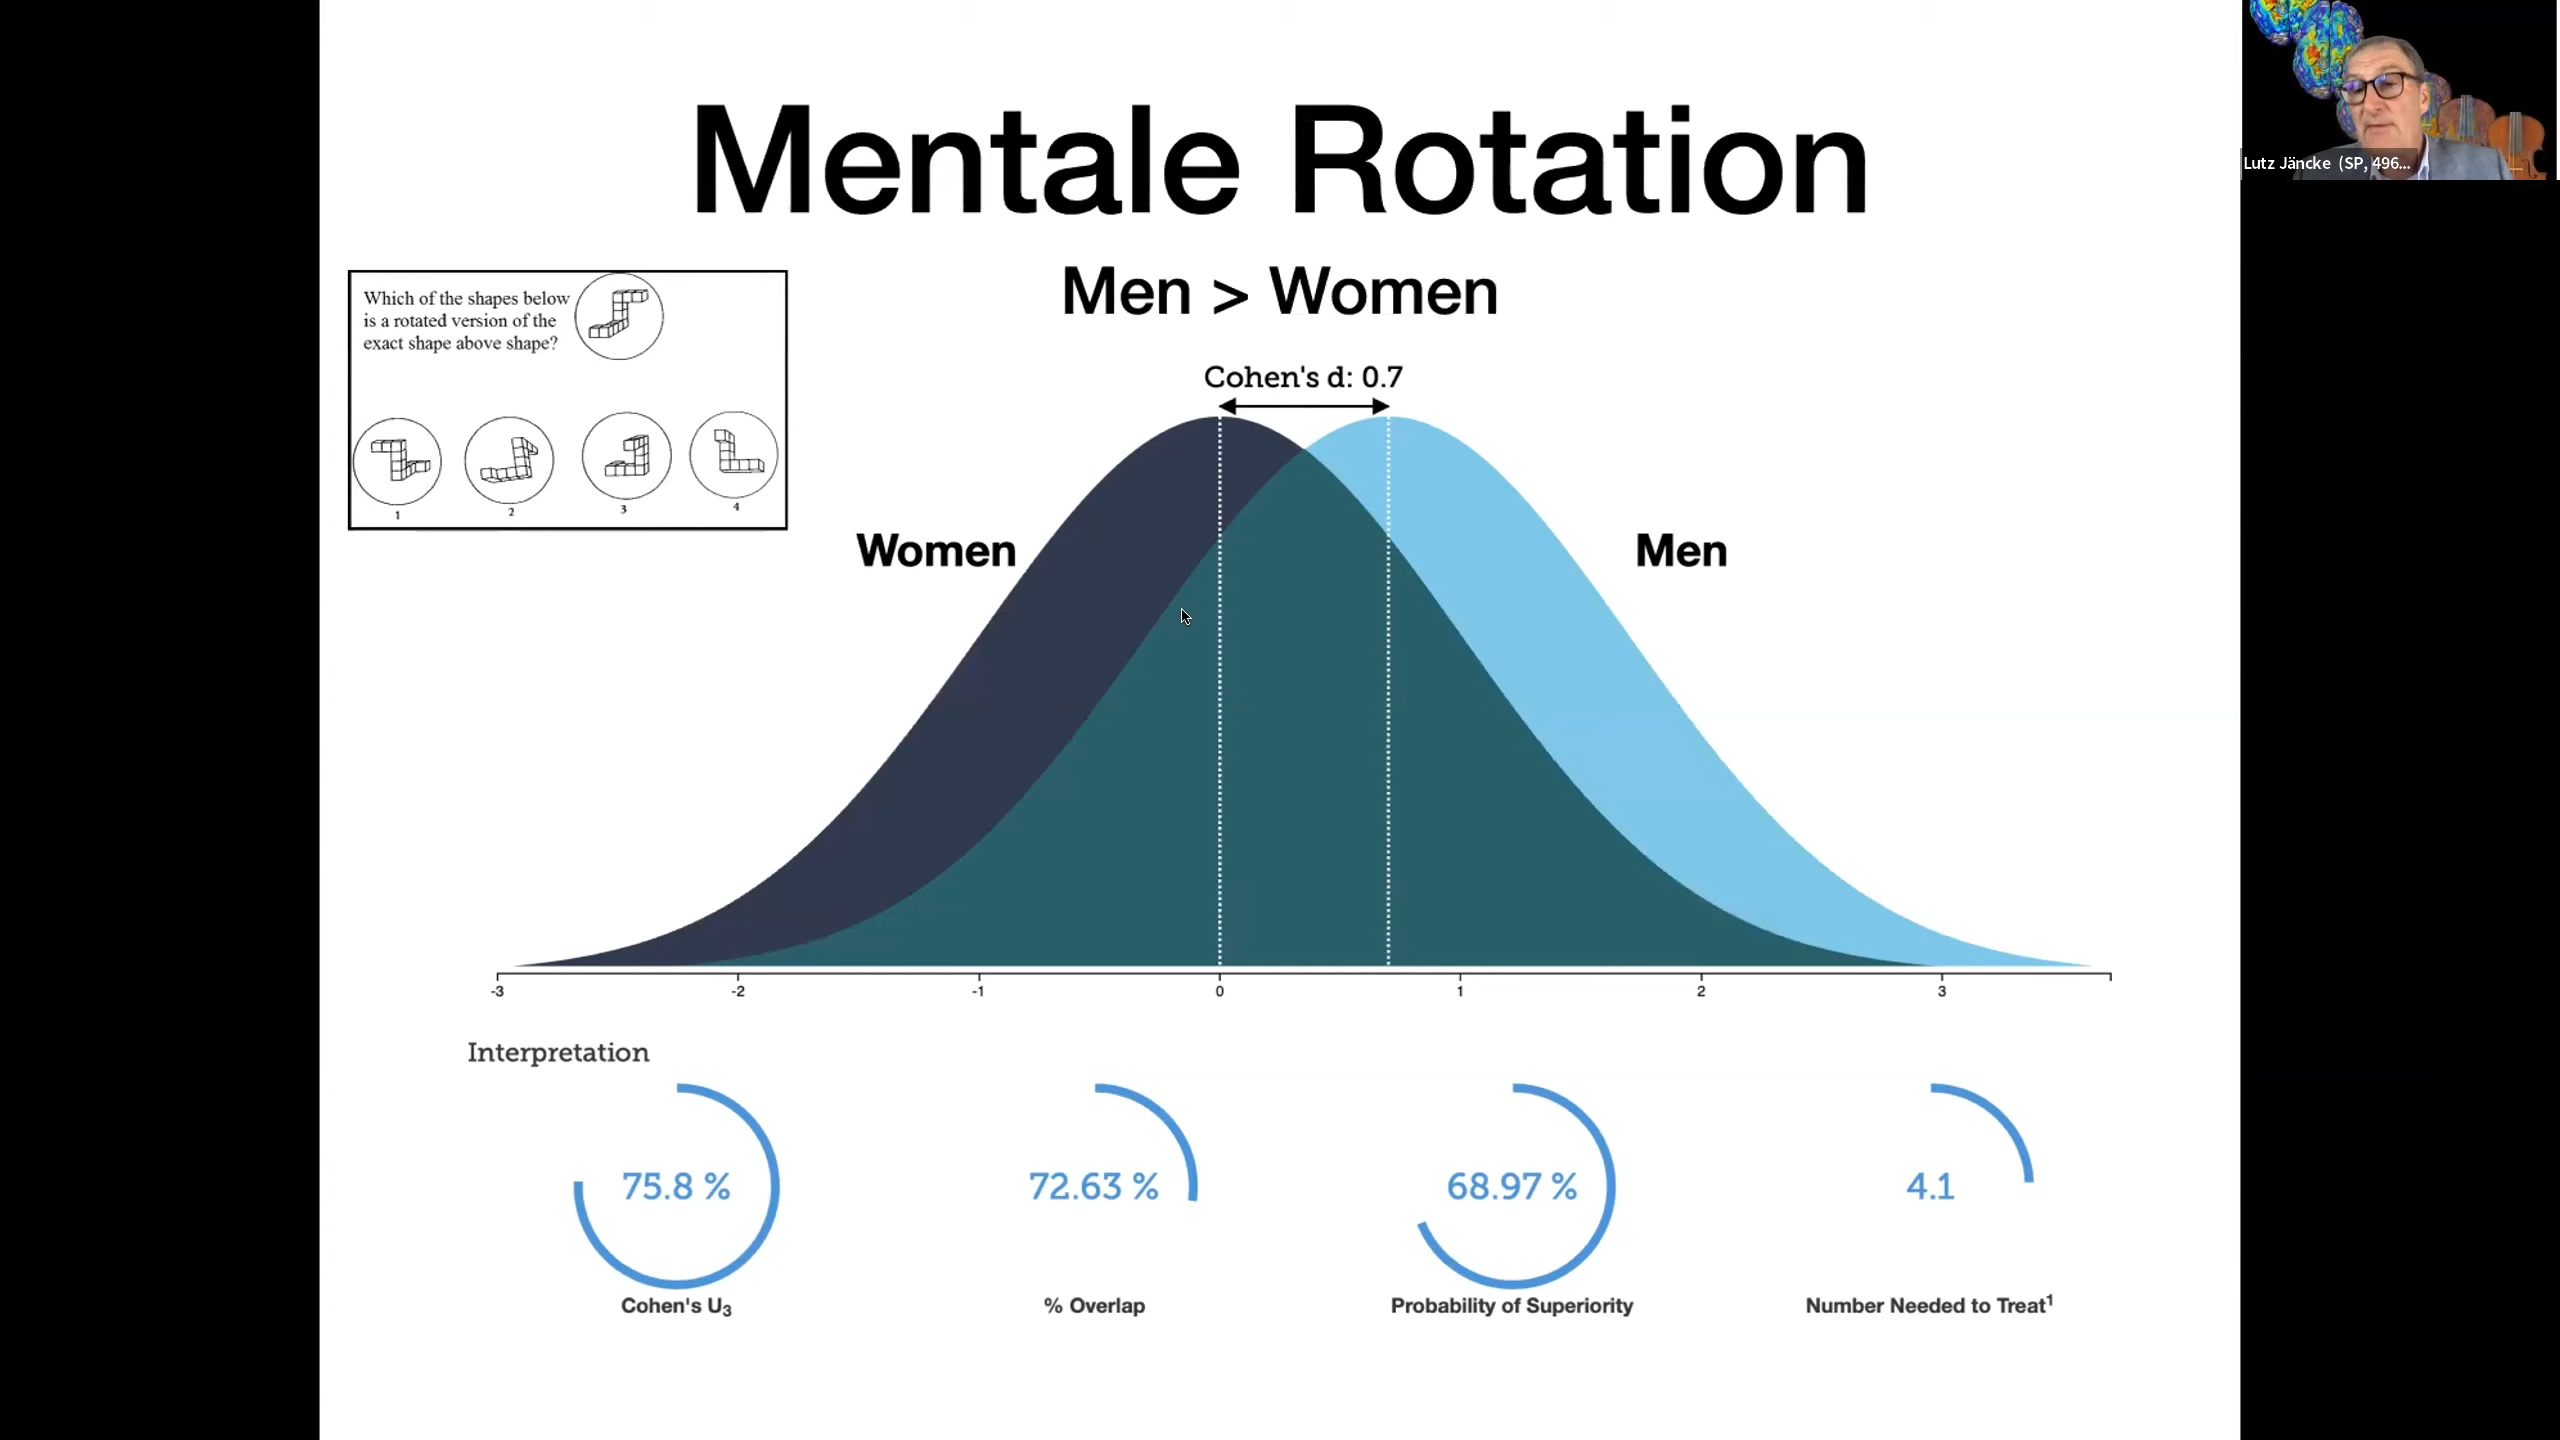 Mentale Rotation
Men > Women
Lutz Jäncke (SP, 496...
Which of the shapes below
is a rotated version of the
exact shape above shape?
1
2
3
4
Cohen's d: 0.7
Women
Men
-3 -2 -1 0 1 2 3
Interpretation
75.8 % 72.63 % 68.97 % 4.1
Cohen's U3 % Overlap Probability of Superiority Number Needed to Treat1